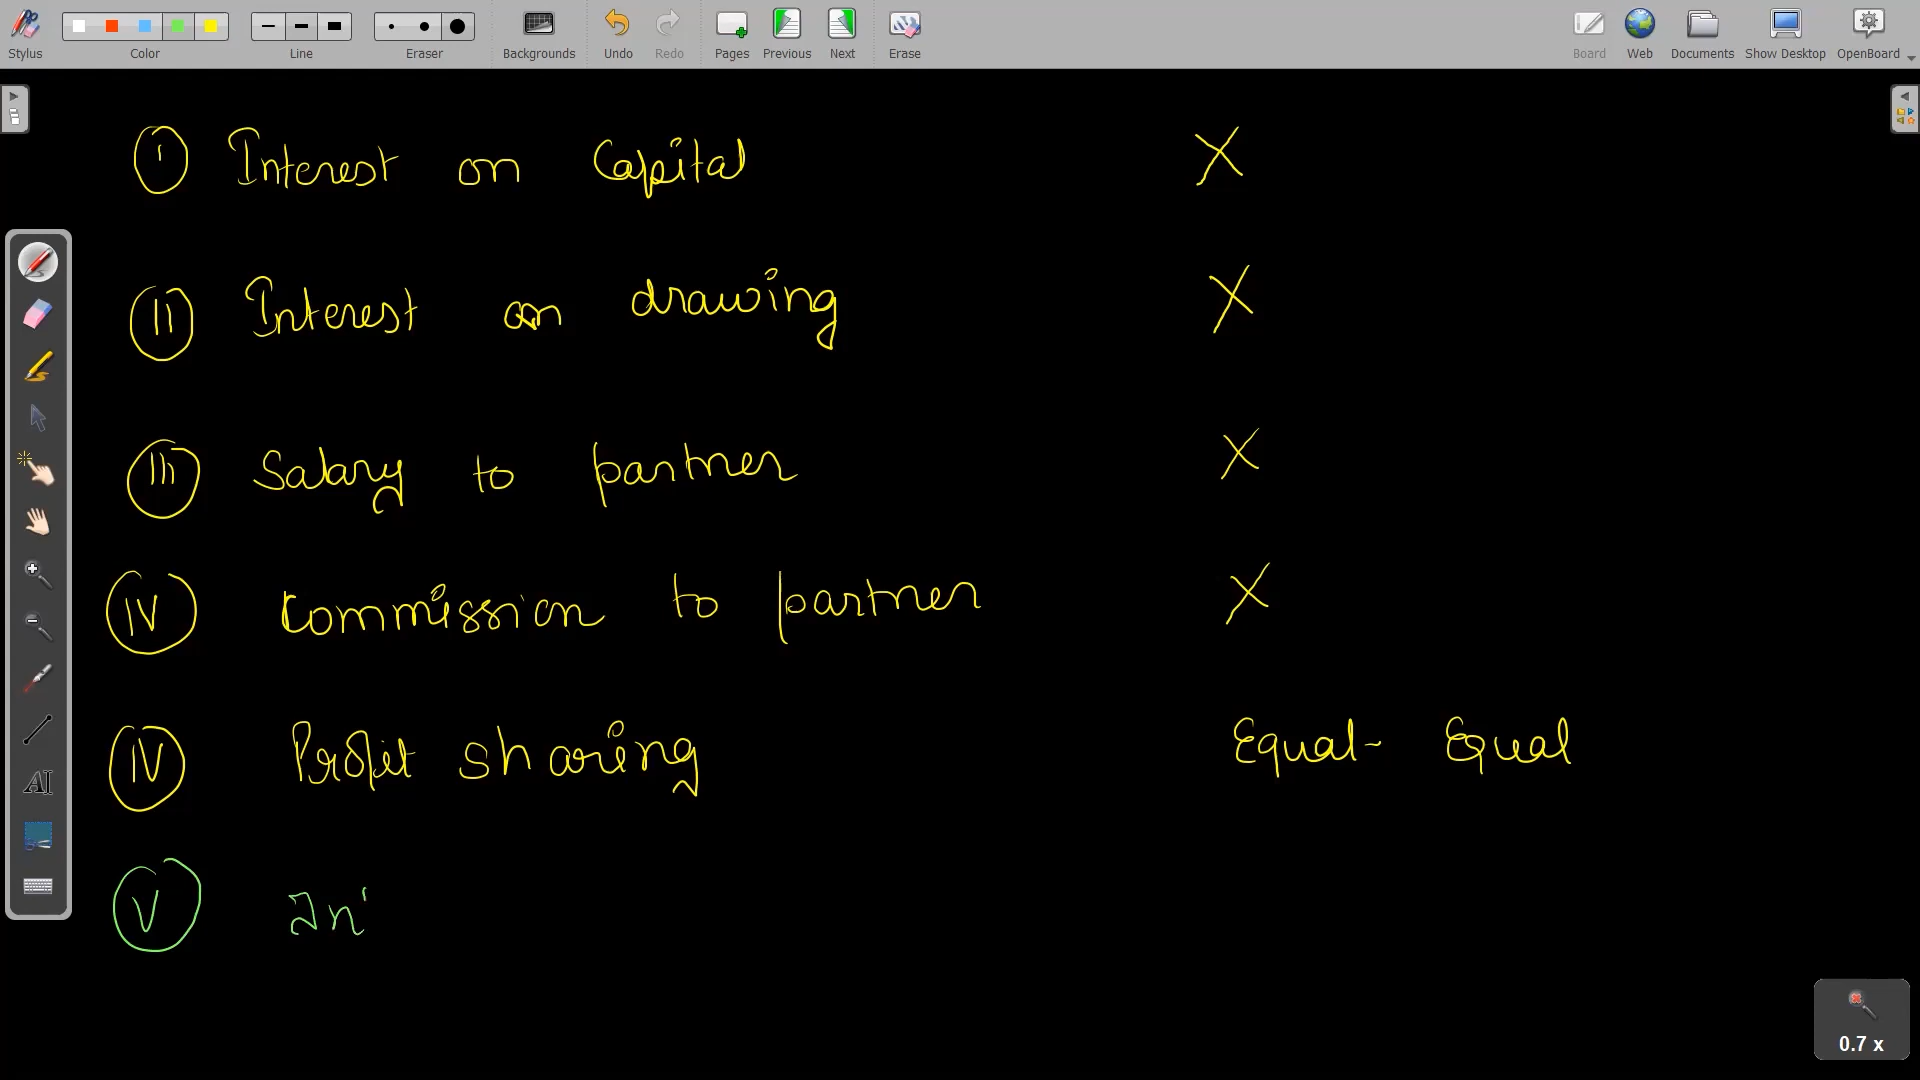 Stylus Color Line Eraser Backgrounds Undo Redo Pages Previous Next Erase Board Web Documents Show Desktop OpenBoard
I Interest on Capital X
II Interest on drawing X
III Salary to partner X
IV Commission to partner X
IV Profit sharing Equal - Equal
V In
0.7 x